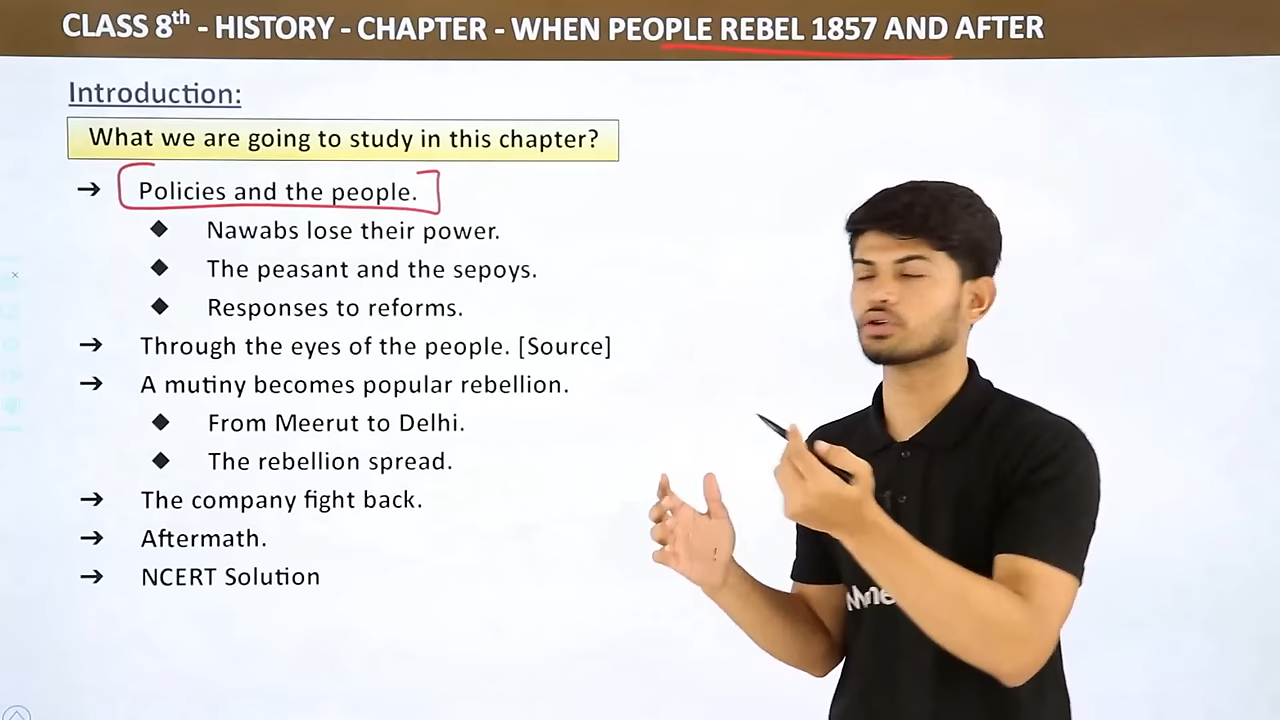 CLASS 8th - HISTORY - CHAPTER - WHEN PEOPLE REBEL 1857 AND AFTER
Introduction:
What we are going to study in this chapter?
➔ Policies and the people.
◆ Nawabs lose their power.
◆ The peasant and the sepoys.
◆ Responses to reforms.
➔ Through the eyes of the people. [Source]
➔ A mutiny becomes popular rebellion.
◆ From Meerut to Delhi.
◆ The rebellion spread.
➔ The company fight back.
➔ Aftermath.
➔ NCERT Solution